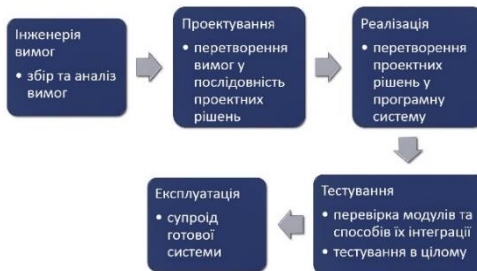 Інженерія
вимог
• збір та аналіз
вимог
Проектування
• перетворення
вимог у
послідовність
проектних
рішень
Реалізація
• перетворення
проектних
рішень у
програмну
систему
Тестування
• перевірка модулів та
способів їх інтеграції
• тестування в цілому
Експлуатація
• супроід
готової
системи